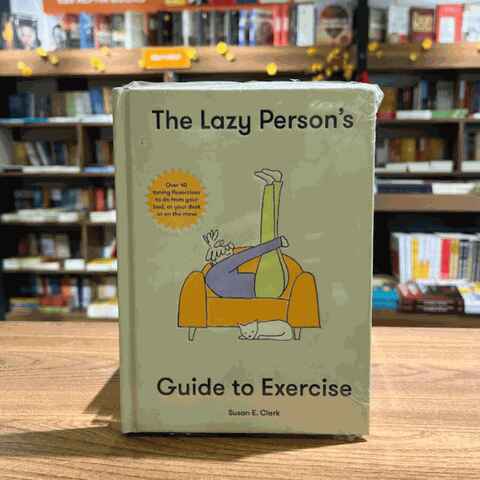 The Lazy Person's
Over 40
toning flexercises
to do from your
bed, at your desk
or on the move
Guide to Exercise
Susan E. Clark